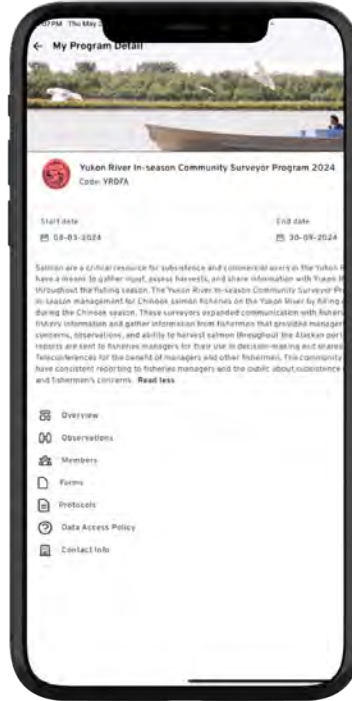 My Program Detail
Yukon River In-season Community Surveyor Program 2024
Code: YRDFA
Start date
End date
08-03-2024
30-09-2024
Salmon are a critical resource for subsistence and commercial users in the Yukon
have a means to gather input, assess harvests, and share information with Yukon
throughout the fishing season. The Yukon River In-season Community Surveyor
in-season management for Chinook salmon fisheries on the Yukon River by hiring
during the Chinook season. These surveyors expanded communication with
fishery information and gather information from fishermen that provided
concerns, observations, and ability to harvest salmon throughout the Alaskan
reports are sent to fisheries managers for their use in decision-making and shared
Teleconferences for the benefit of managers and other fishermen. The community
have consistent reporting to fisheries managers and the public about subsistence
and fishermen's concerns. Read less
Overview
Observations
Members
Forms
Protocols
Data Access Policy
Contact Info